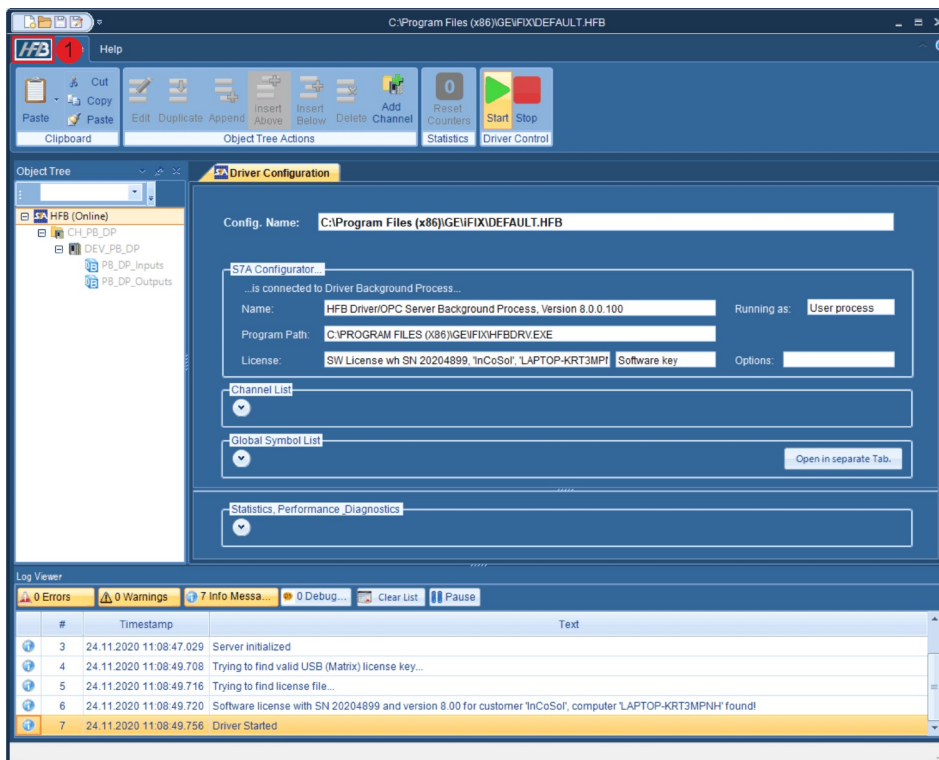 C:\Program Files (x86)\GE\iFIX\DEFAULT.HFB
HFB
1
Help
Paste
Cut
Copy
Paste
Clipboard
Edit
Duplicate
Append
Insert Above
Insert Below
Delete
Add Channel
Object Tree Actions
0
Reset Counters
Statistics
Start
Stop
Driver Control
Object Tree
S7A Driver Configuration
HFB (Online)
CH_PB_DP
DEV_PB_DP
PB_DP_Inputs
PB_DP_Outputs
Config. Name: C:\Program Files (x86)\GE\iFIX\DEFAULT.HFB
S7A Configurator...
...is connected to Driver Background Process...
Name: HFB Driver/OPC Server Background Process, Version 8.0.0.100 Running as: User process
Program Path: C:\PROGRAM FILES (X86)\GE\IFIX\HFBDRV.EXE
License: SW License wh SN 20204899, 'InCoSol', 'LAPTOP-KRT3MPI Software key Options:
Channel List
Global Symbol List
Open in separate Tab.
Statistics, Performance ,Diagnostics
Log Viewer
0 Errors 0 Warnings 7 Info Messa... 0 Debug... Clear List Pause
# Timestamp Text
3 24.11.2020 11:08:47.029 Server initialized
4 24.11.2020 11:08:49.708 Trying to find valid USB (Matrix) license key...
5 24.11.2020 11:08:49.716 Trying to find license file...
6 24.11.2020 11:08:49.720 Software license with SN 20204899 and version 8.00 for customer 'InCoSol', computer 'LAPTOP-KRT3MPNH' found!
7 24.11.2020 11:08:49.756 Driver Started